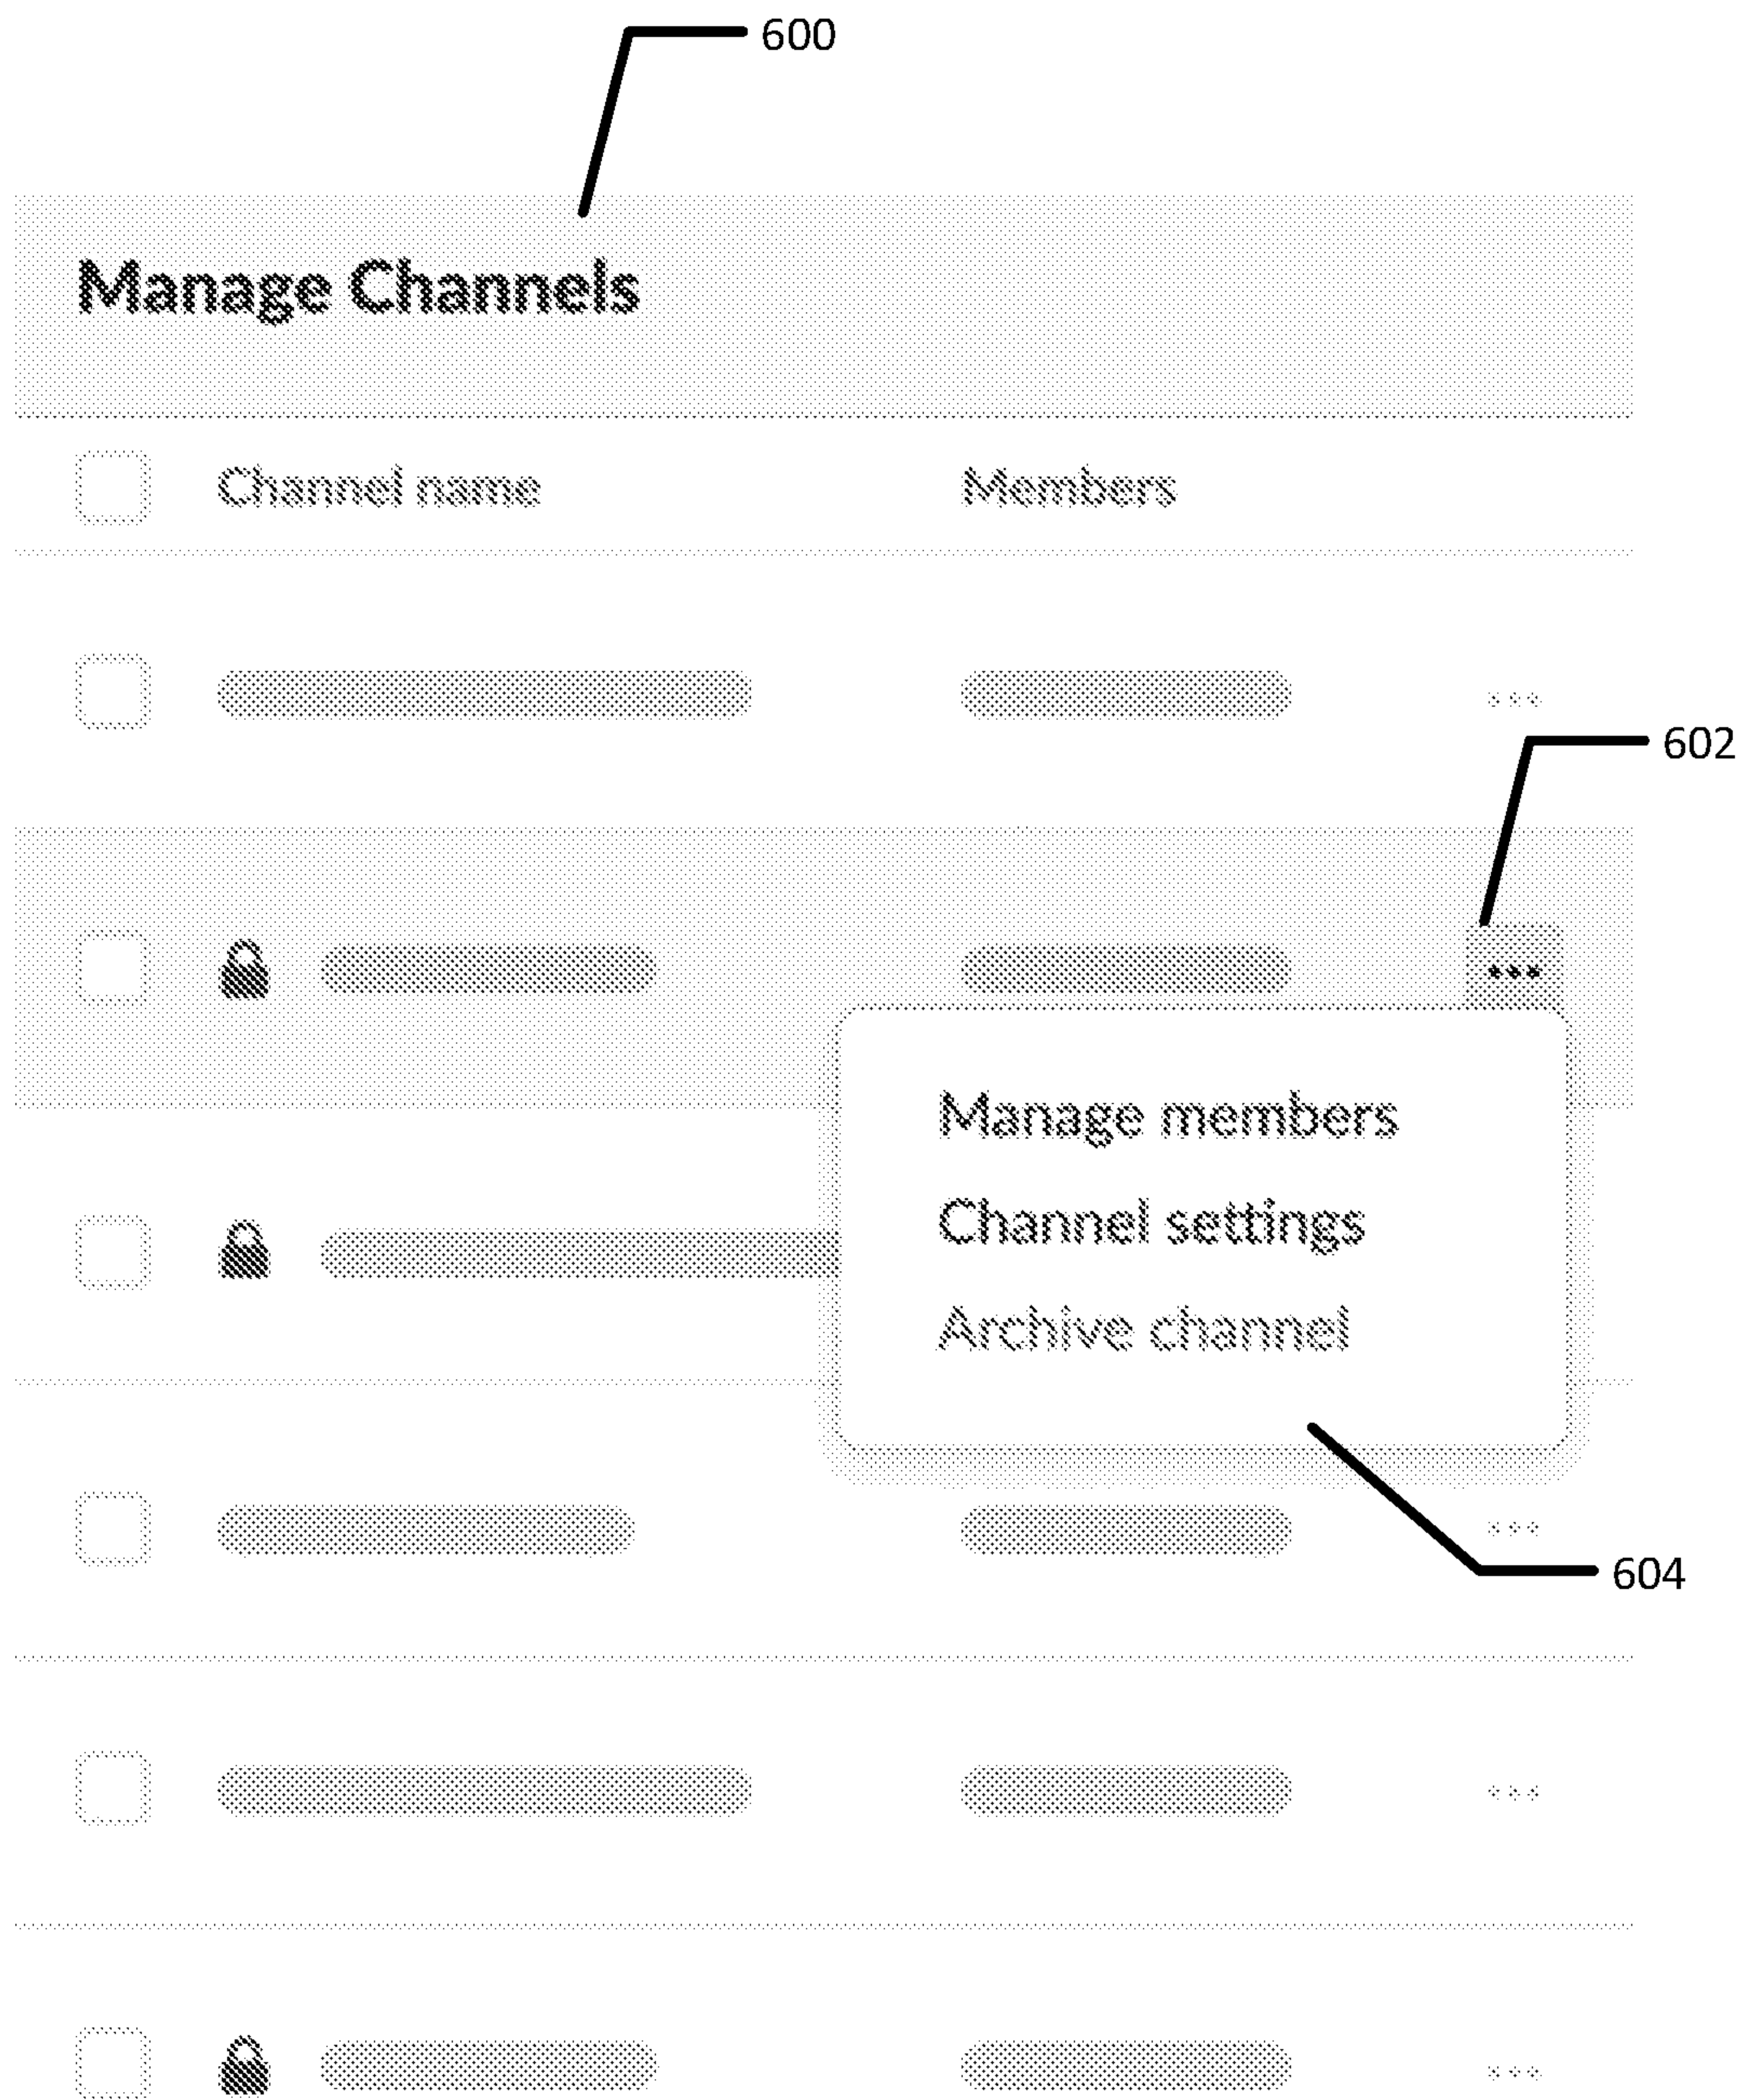 600
Manage Channels
Channel name Members
602
Manage members
Channel settings
Archive channel
604